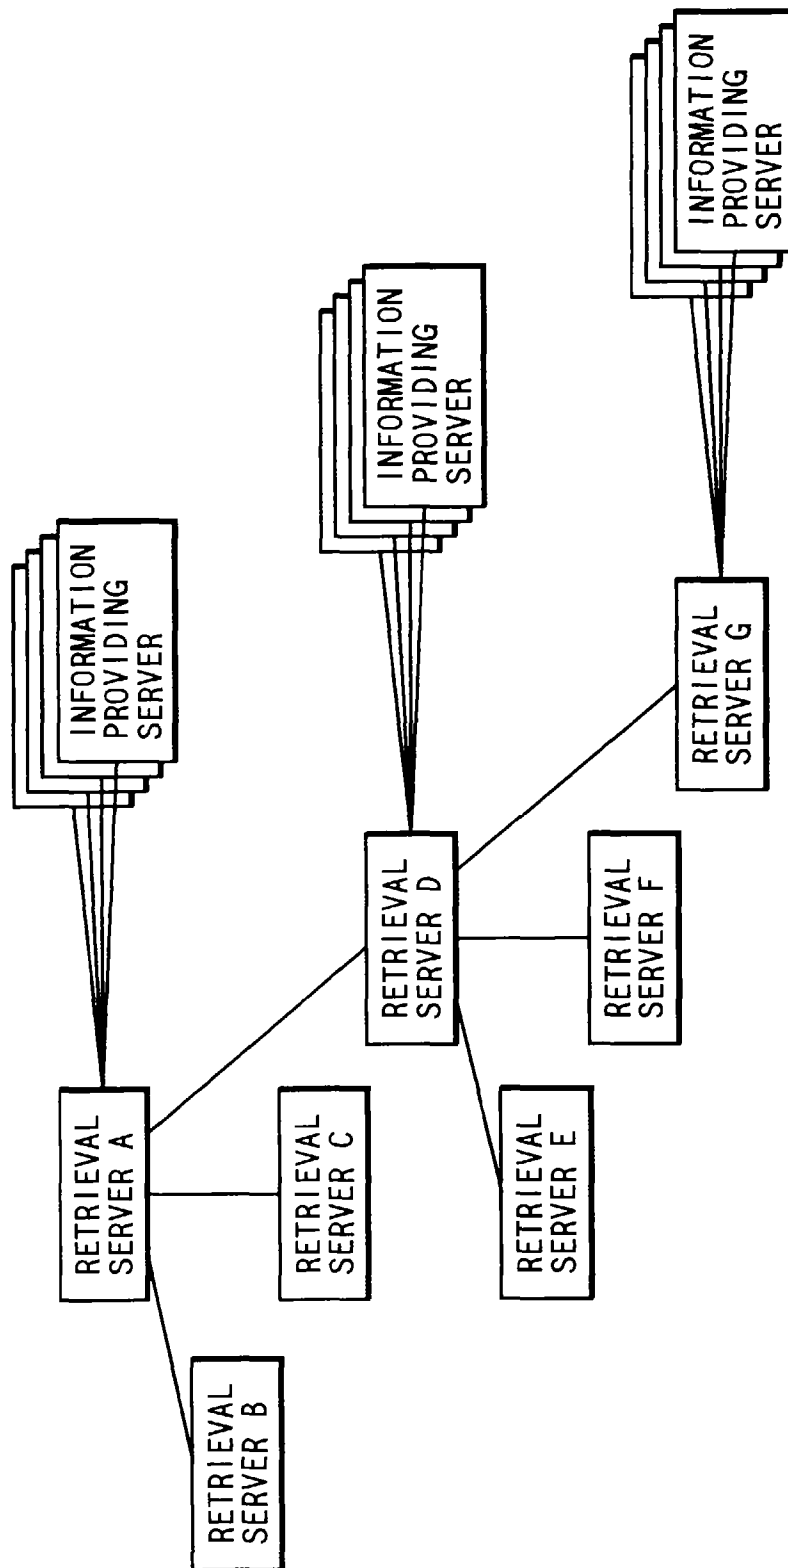 RETRIEVAL
SERVER A
INFORMATION
PROVIDING
SERVER
RETRIEVAL
SERVER B
RETRIEVAL
SERVER C
RETRIEVAL
SERVER D
INFORMATION
PROVIDING
SERVER
RETRIEVAL
SERVER E
RETRIEVAL
SERVER F
RETRIEVAL
SERVER G
INFORMATION
PROVIDING
SERVER